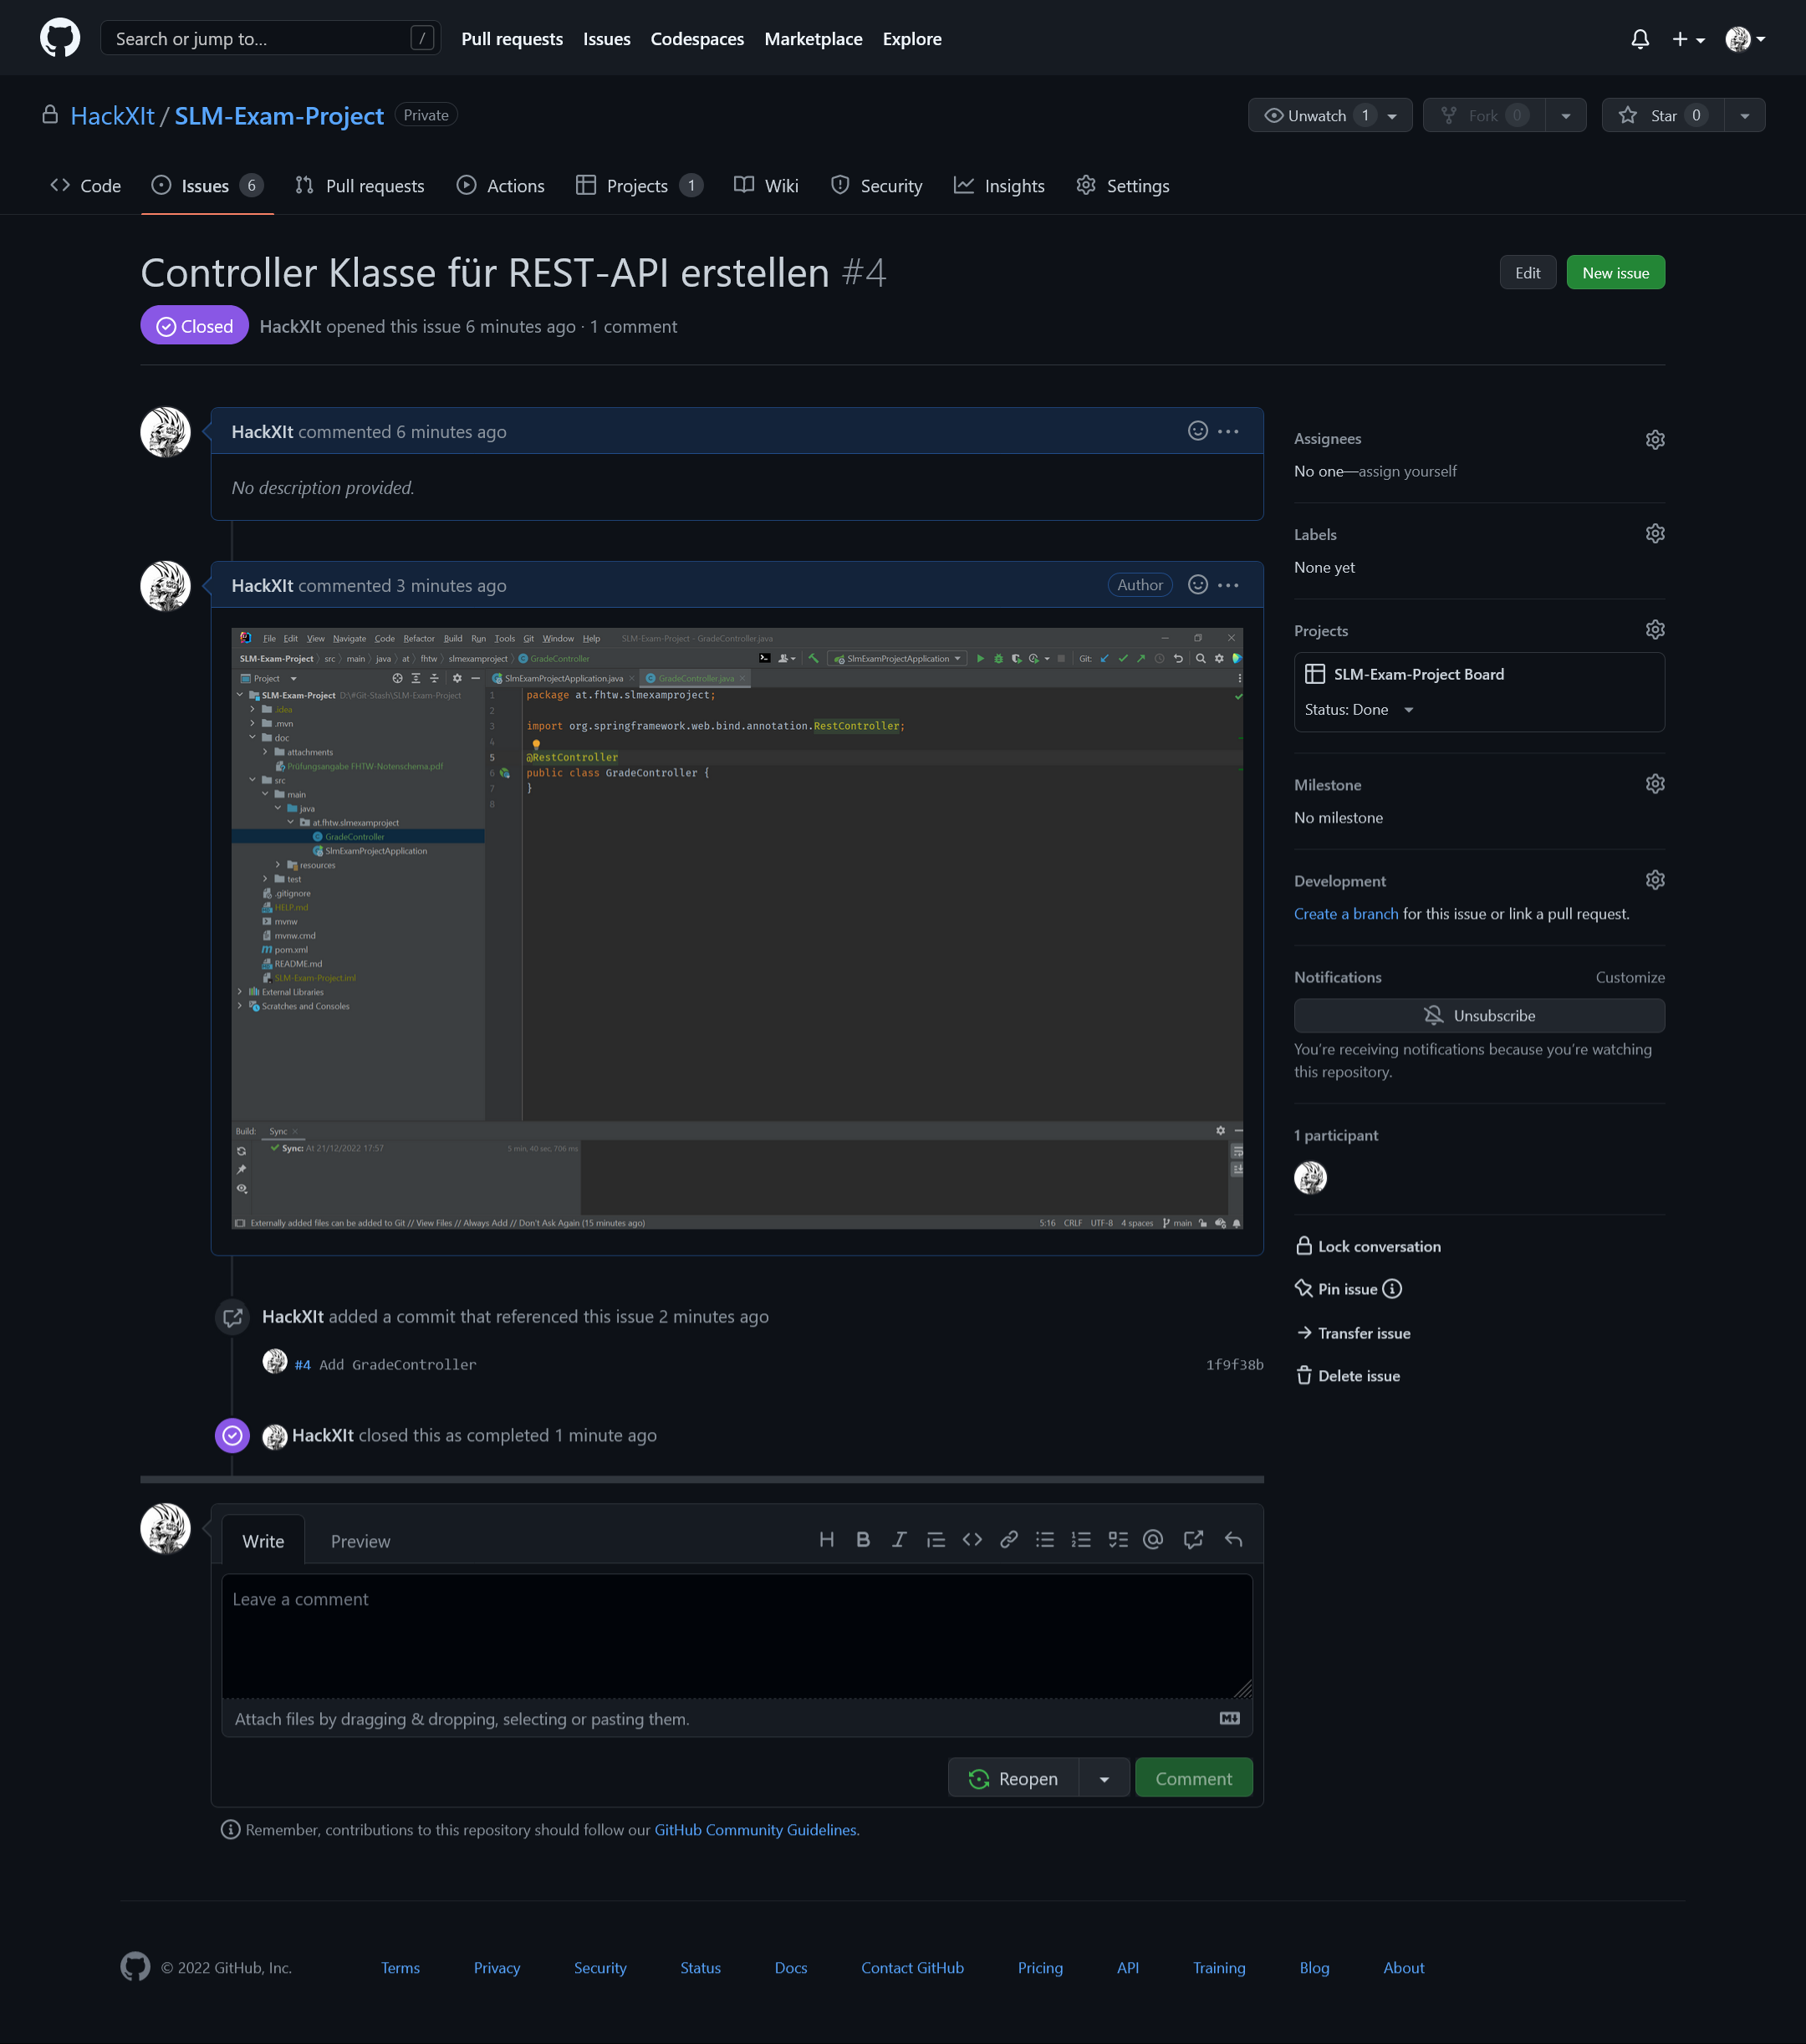 Search or jump to...
/
Pull requests
Issues
Codespaces
Marketplace
Explore
HackXIt / SLM-Exam-Project Private
Unwatch 1
Fork 0
Star 0
Code
Issues 6
Pull requests
Actions
Projects 1
Wiki
Security
Insights
Settings
Controller Klasse für REST-API erstellen #4
Edit
New issue
Closed
HackXIt opened this issue 6 minutes ago · 1 comment
HackXIt commented 6 minutes ago
No description provided.
HackXIt commented 3 minutes ago
Author
File Edit View Navigate Code Refactor Build Run Tools Git Window Help SLM-Exam-Project - GradeController.java
SLM-Exam-Project src main java at fhtw slmexamproject GradeController
SlmExamProjectApplication
Git:
Project
SlmExamProjectApplication.java
GradeController.java
SLM-Exam-Project D:\#Git-Stash\SLM-Exam-Project
.idea
.mvn
doc
attachments
Prüfungsangabe FHTW-Notenschema.pdf
src
main
java
at.fhtw.slmexamproject
GradeController
SlmExamProjectApplication
resources
test
.gitignore
HELP.md
mvnw
mvnw.cmd
pom.xml
README.md
SLM-Exam-Project.iml
External Libraries
Scratches and Consoles
1 package at.fhtw.slmexamproject;
2
3 import org.springframework.web.bind.annotation.RestController;
4
5 @RestController
6 public class GradeController {
7 }
8
Build: Sync
Sync: At 21/12/2022 17:57
5 min, 40 sec, 706 ms
Externally added files can be added to Git // View Files // Always Add // Don't Ask Again (15 minutes ago)
5:16 CRLF UTF-8 4 spaces main
HackXIt added a commit that referenced this issue 2 minutes ago
#4 Add GradeController
1f9f38b
HackXIt closed this as completed 1 minute ago
Write
Preview
Leave a comment
Attach files by dragging & dropping, selecting or pasting them.
Reopen
Comment
Remember, contributions to this repository should follow our GitHub Community Guidelines.
Assignees
No one—assign yourself
Labels
None yet
Projects
SLM-Exam-Project Board
Status: Done
Milestone
No milestone
Development
Create a branch for this issue or link a pull request.
Notifications
Customize
Unsubscribe
You're receiving notifications because you're watching
this repository.
1 participant
Lock conversation
Pin issue
Transfer issue
Delete issue
© 2022 GitHub, Inc.
Terms
Privacy
Security
Status
Docs
Contact GitHub
Pricing
API
Training
Blog
About